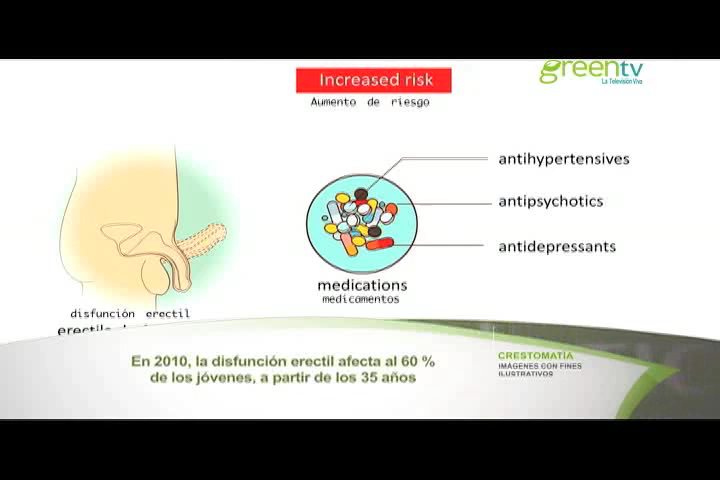 greentv
La Televisión Viva
Increased risk
Aumento de riesgo
antihypertensives
antipsychotics
antidepressants
medications
medicamentos
disfunción erectil
En 2010, la disfunción erectil afecta al 60 %
de los jóvenes, a partir de los 35 años
CRESTOMATÍA
IMÁGENES CON FINES
ILUSTRATIVOS